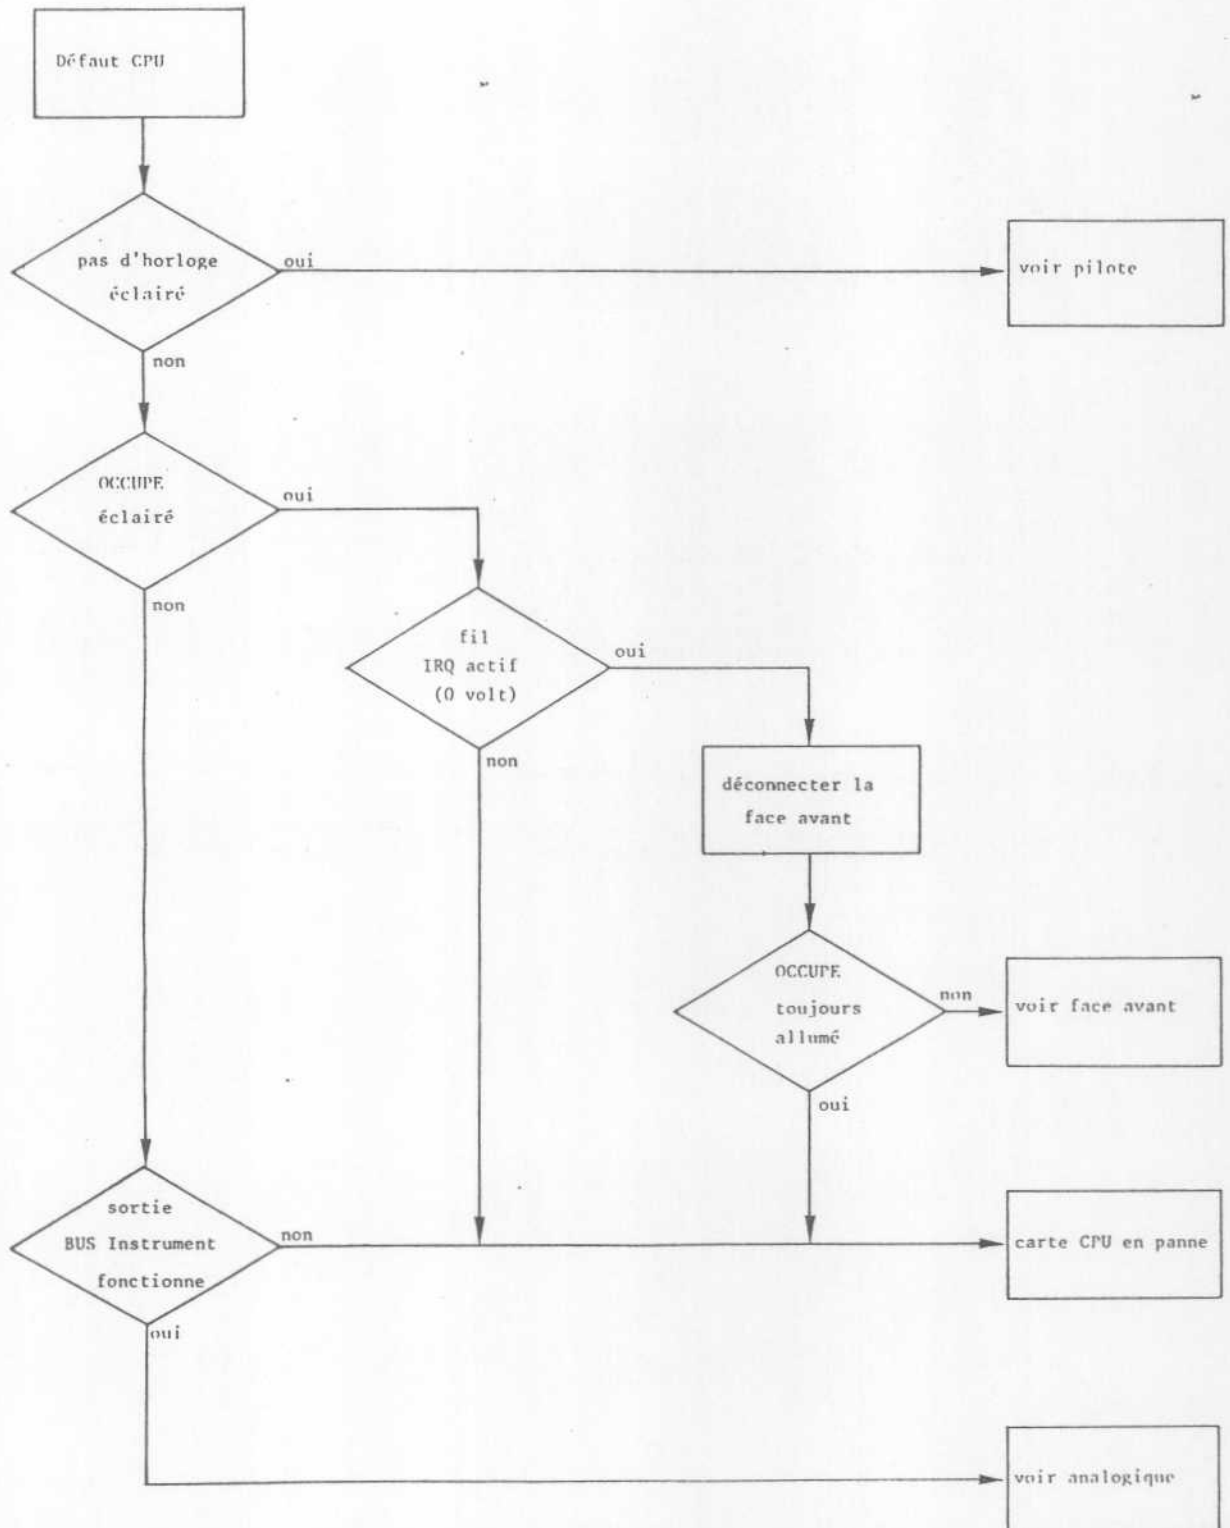 Défaut CPU
pas d'horloge
éclairé
oui
voir pilote
non
OCCUPE
éclairé
oui
non
fil
IRQ actif
(0 volt)
oui
non
déconnecter la
face avant
OCCUPE
toujours
allumé
non
voir face avant
oui
sortie
BUS Instrument
fonctionne
non
carte CPU en panne
oui
voir analogique